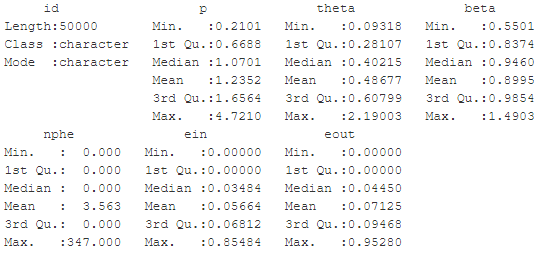 id                  p              theta              beta
Length:50000       Min.   :0.2101   Min.   :0.09318   Min.   :0.5501
Class :character   1st Qu.:0.6688   1st Qu.:0.28107   1st Qu.:0.8374
Mode  :character   Median :1.0701   Median :0.40215   Median :0.9460
                   Mean   :1.2352   Mean   :0.48677   Mean   :0.8995
                   3rd Qu.:1.6564   3rd Qu.:0.60799   3rd Qu.:0.9854
                   Max.   :4.7210   Max.   :2.19003   Max.   :1.4903
      nphe              ein               eout
Min.   :  0.000   Min.   :0.00000   Min.   :0.00000
1st Qu.:  0.000   1st Qu.:0.00000   1st Qu.:0.00000
Median :  0.000   Median :0.03484   Median :0.04450
Mean   :  3.563   Mean   :0.05664   Mean   :0.07125
3rd Qu.:  0.000   3rd Qu.:0.06812   3rd Qu.:0.09468
Max.   :347.000   Max.   :0.85484   Max.   :0.95280